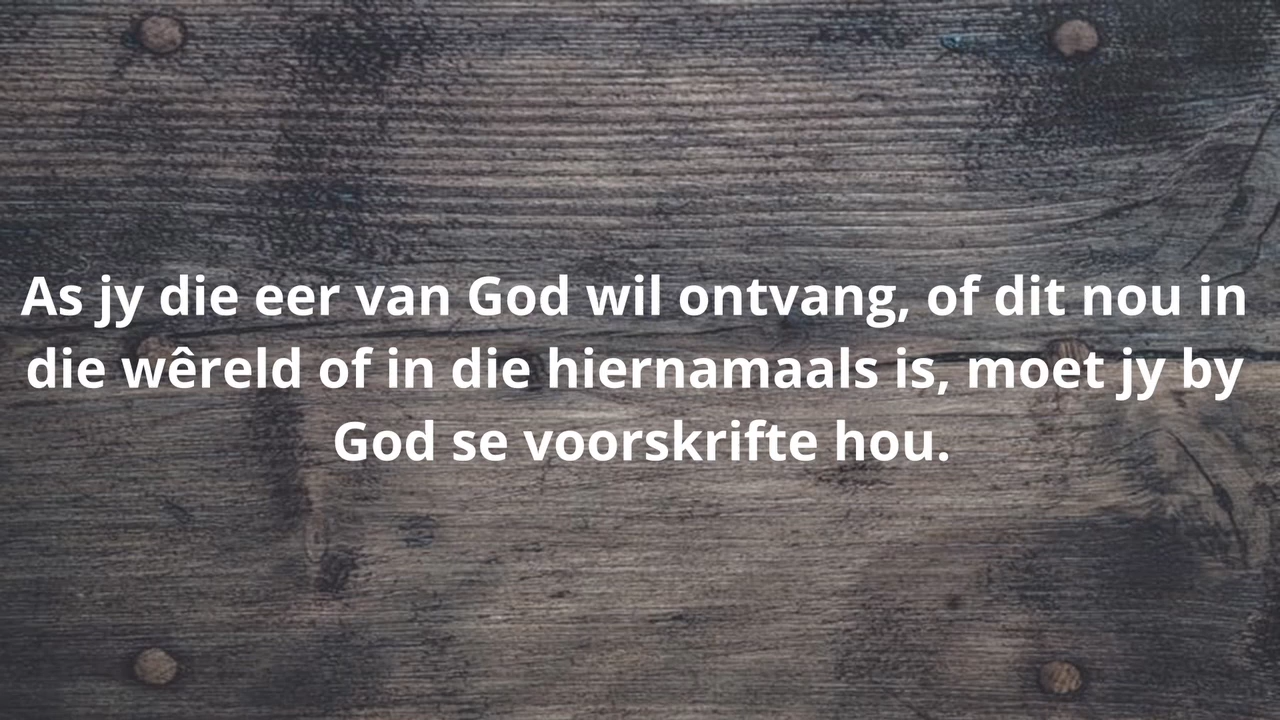 As jy die eer van God wil ontvang, of dit nou in
die wêreld of in die hiernamaals is, moet jy by
God se voorskrifte hou.